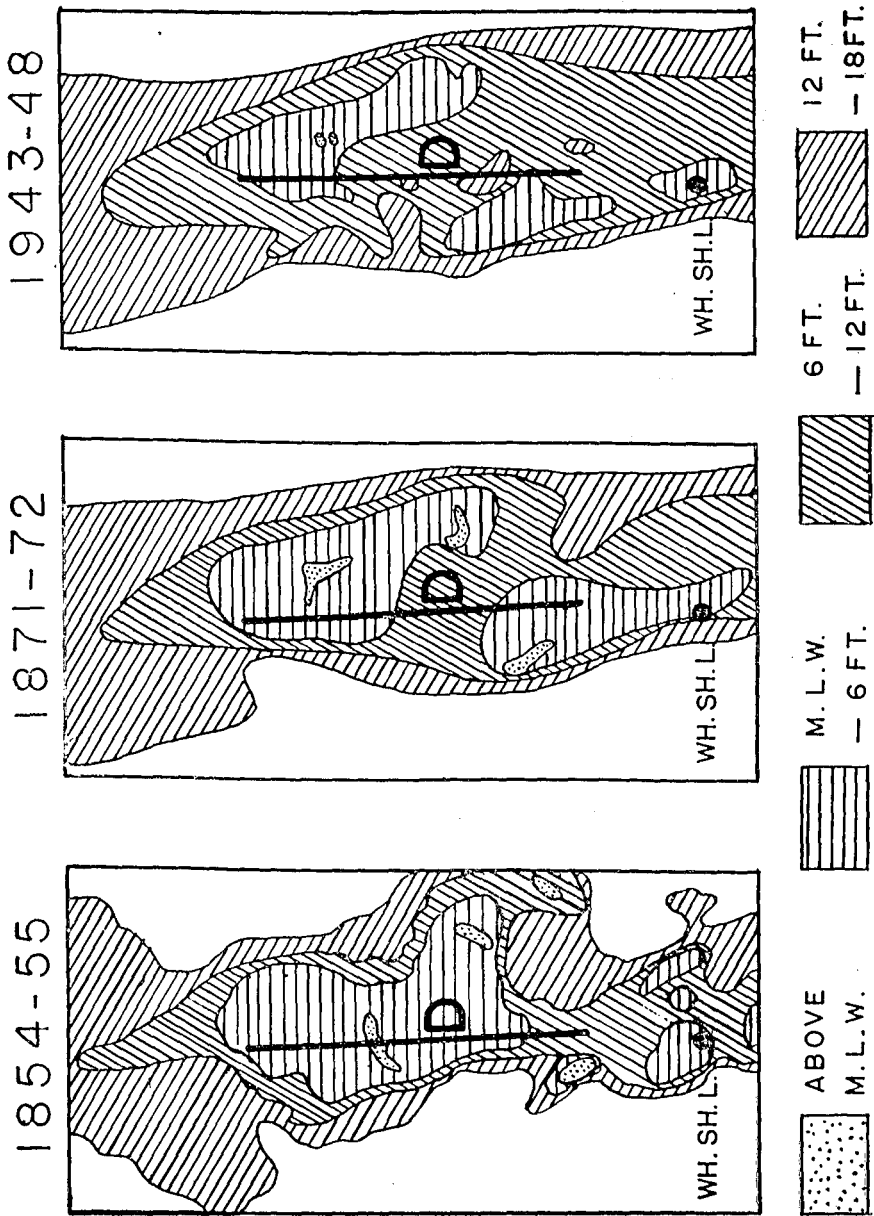 1854-55
1871-72
1943-48
D
D
D
WH. SH. L.
WH. SH. L.
WH. SH. L.
ABOVE
M. L. W.
M. L. W.
— 6 FT.
6 FT.
— 12 FT.
12 FT.
— 18 FT.